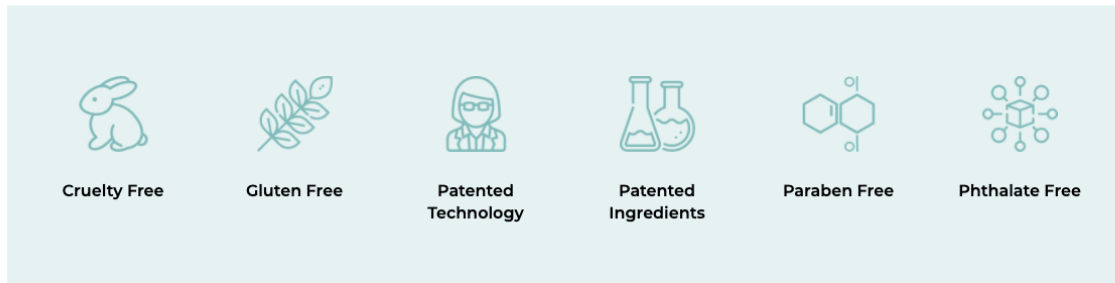 Cruelty Free
Gluten Free
Patented
Technology
Patented
Ingredients
Paraben Free
Phthalate Free